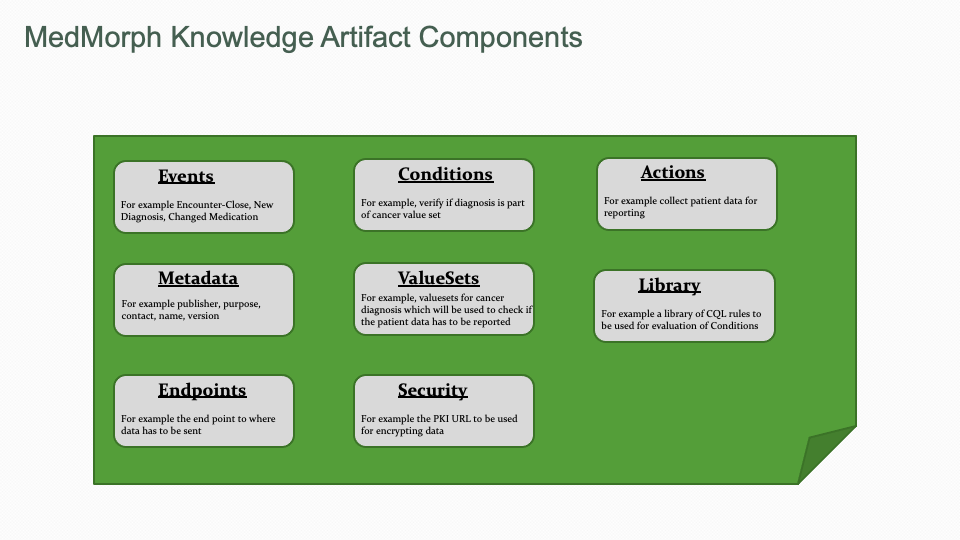 MedMorph Knowledge Artifact Components
Events
For example Encounter-Close, New
Diagnosis, Changed Medication
Conditions
For example, verify if diagnosis is part
of cancer value set
Actions
For example collect patient data for
reporting
Metadata
For example publisher, purpose,
contact, name, version
ValueSets
For example, valuesets for cancer
diagnosis which will be used to check if
the patient data has to be reported
Library
For example a library of CQL rules to
be used for evaluation of Conditions
Endpoints
For example the end point to where
data has to be sent
Security
For example the PKI URL to be used
for encrypting data